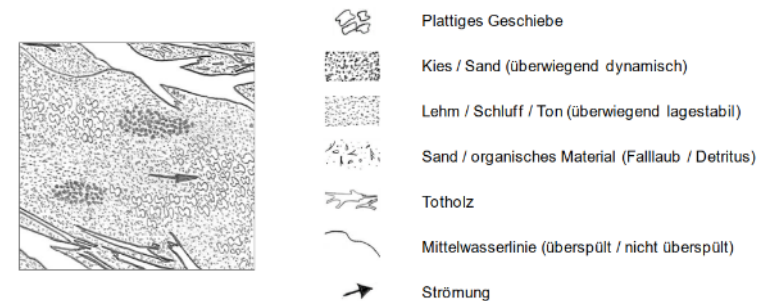 Plattiges Geschiebe
Kies / Sand (überwiegend dynamisch)
Lehm / Schluff / Ton (überwiegend lagestabil)
Sand / organisches Material (Falllaub / Detritus)
Totholz
Mittelwasserlinie (überspült / nicht überspült)
Strömung